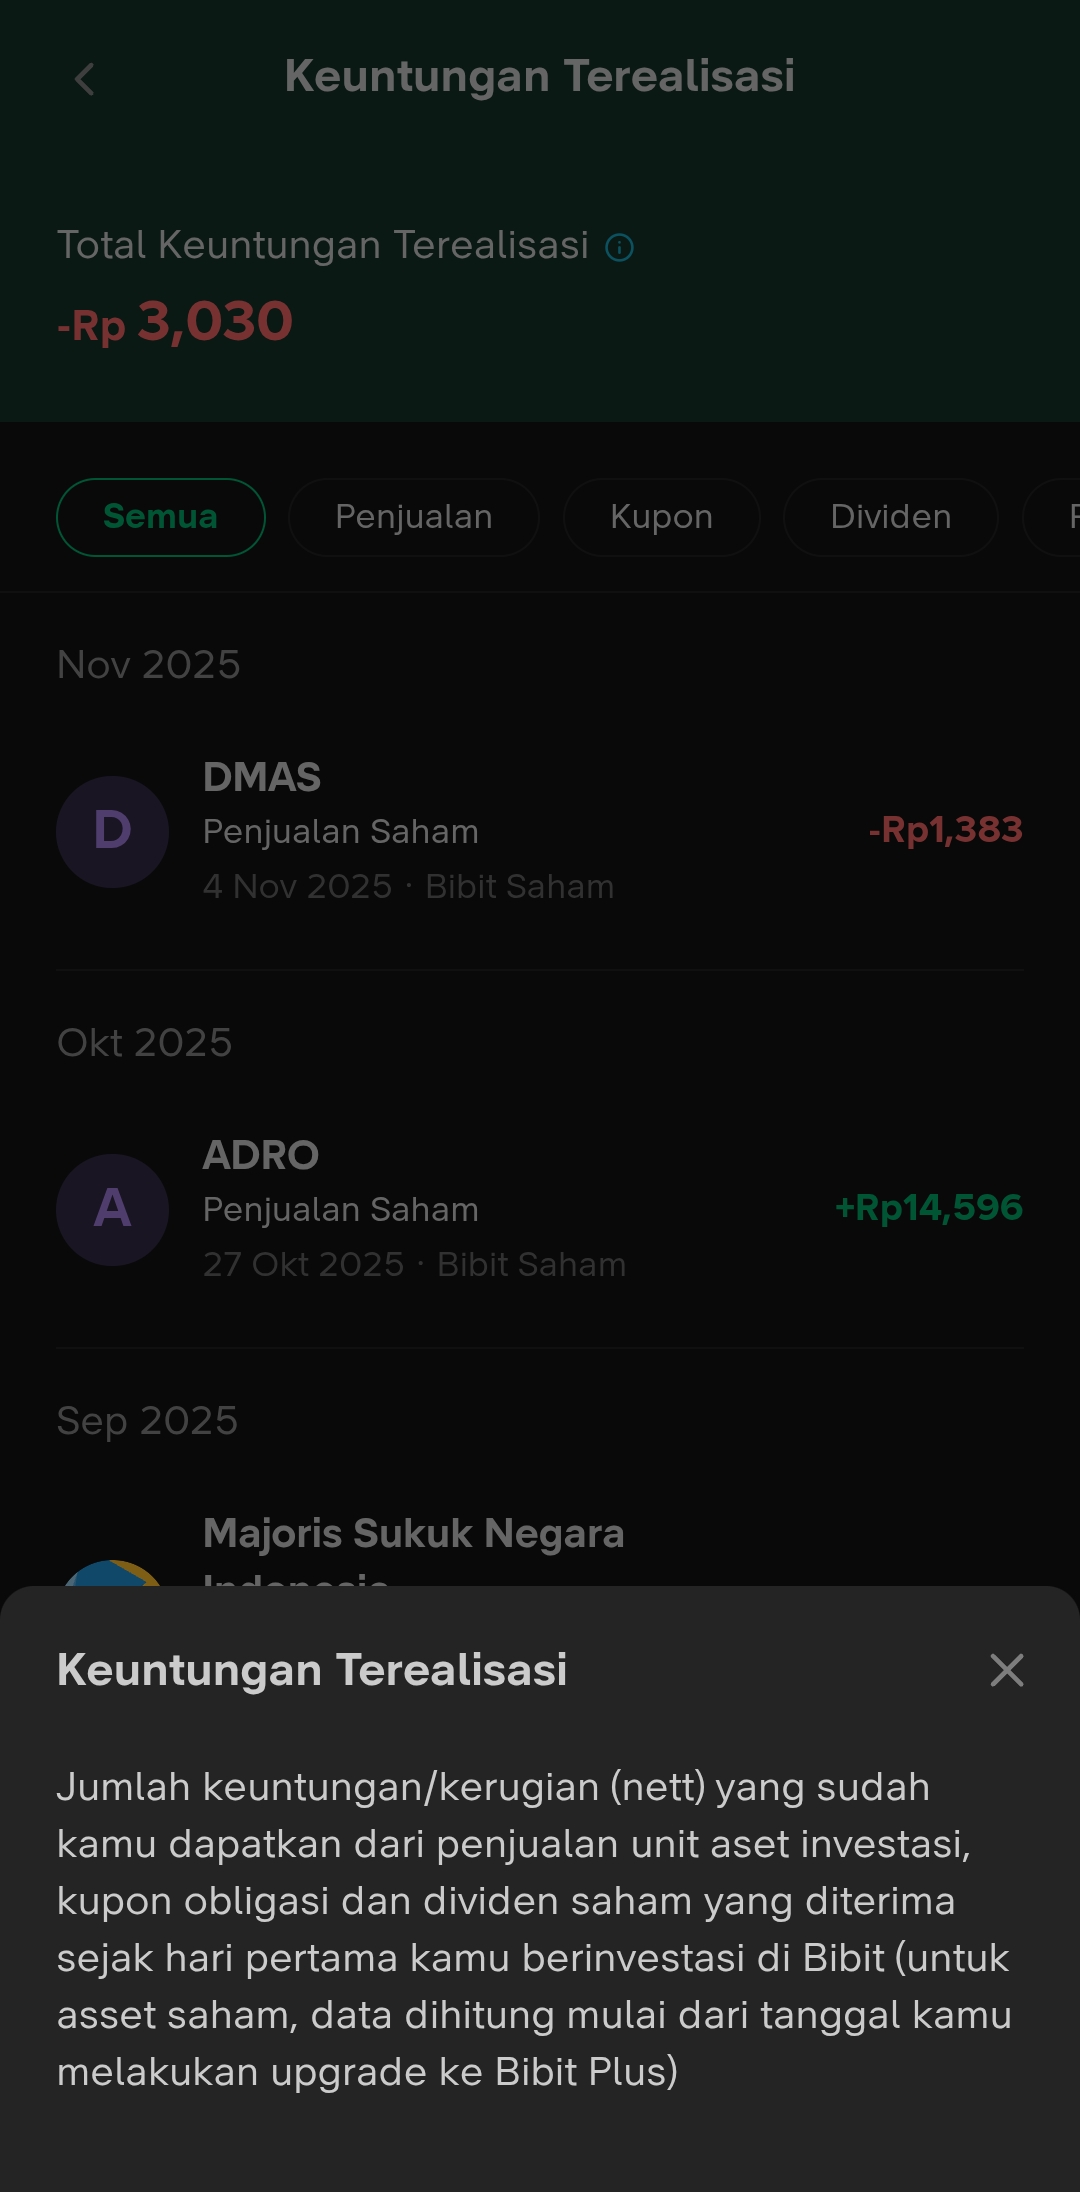 Keuntungan Terealisasi
Total Keuntungan Terealisasi
-Rp 3,030
Semua Penjualan Kupon Dividen
Nov 2025
D
DMAS
Penjualan Saham
-Rp1,383
4 Nov 2025 · Bibit Saham
Okt 2025
A
ADRO
Penjualan Saham
+Rp14,596
27 Okt 2025 · Bibit Saham
Sep 2025
Majoris Sukuk Negara
Indonesia
Keuntungan Terealisasi
Jumlah keuntungan/kerugian (nett) yang sudah
kamu dapatkan dari penjualan unit aset investasi,
kupon obligasi dan dividen saham yang diterima
sejak hari pertama kamu berinvestasi di Bibit (untuk
asset saham, data dihitung mulai dari tanggal kamu
melakukan upgrade ke Bibit Plus)